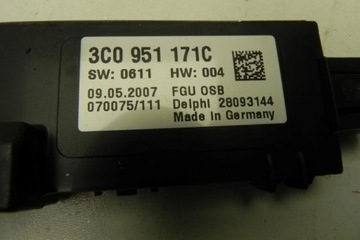 3C0 951 171C
SW: 0611 HW: 004
09.05.2007 FGU OSB
070075/111 Delphi 28093144
Made in Germany